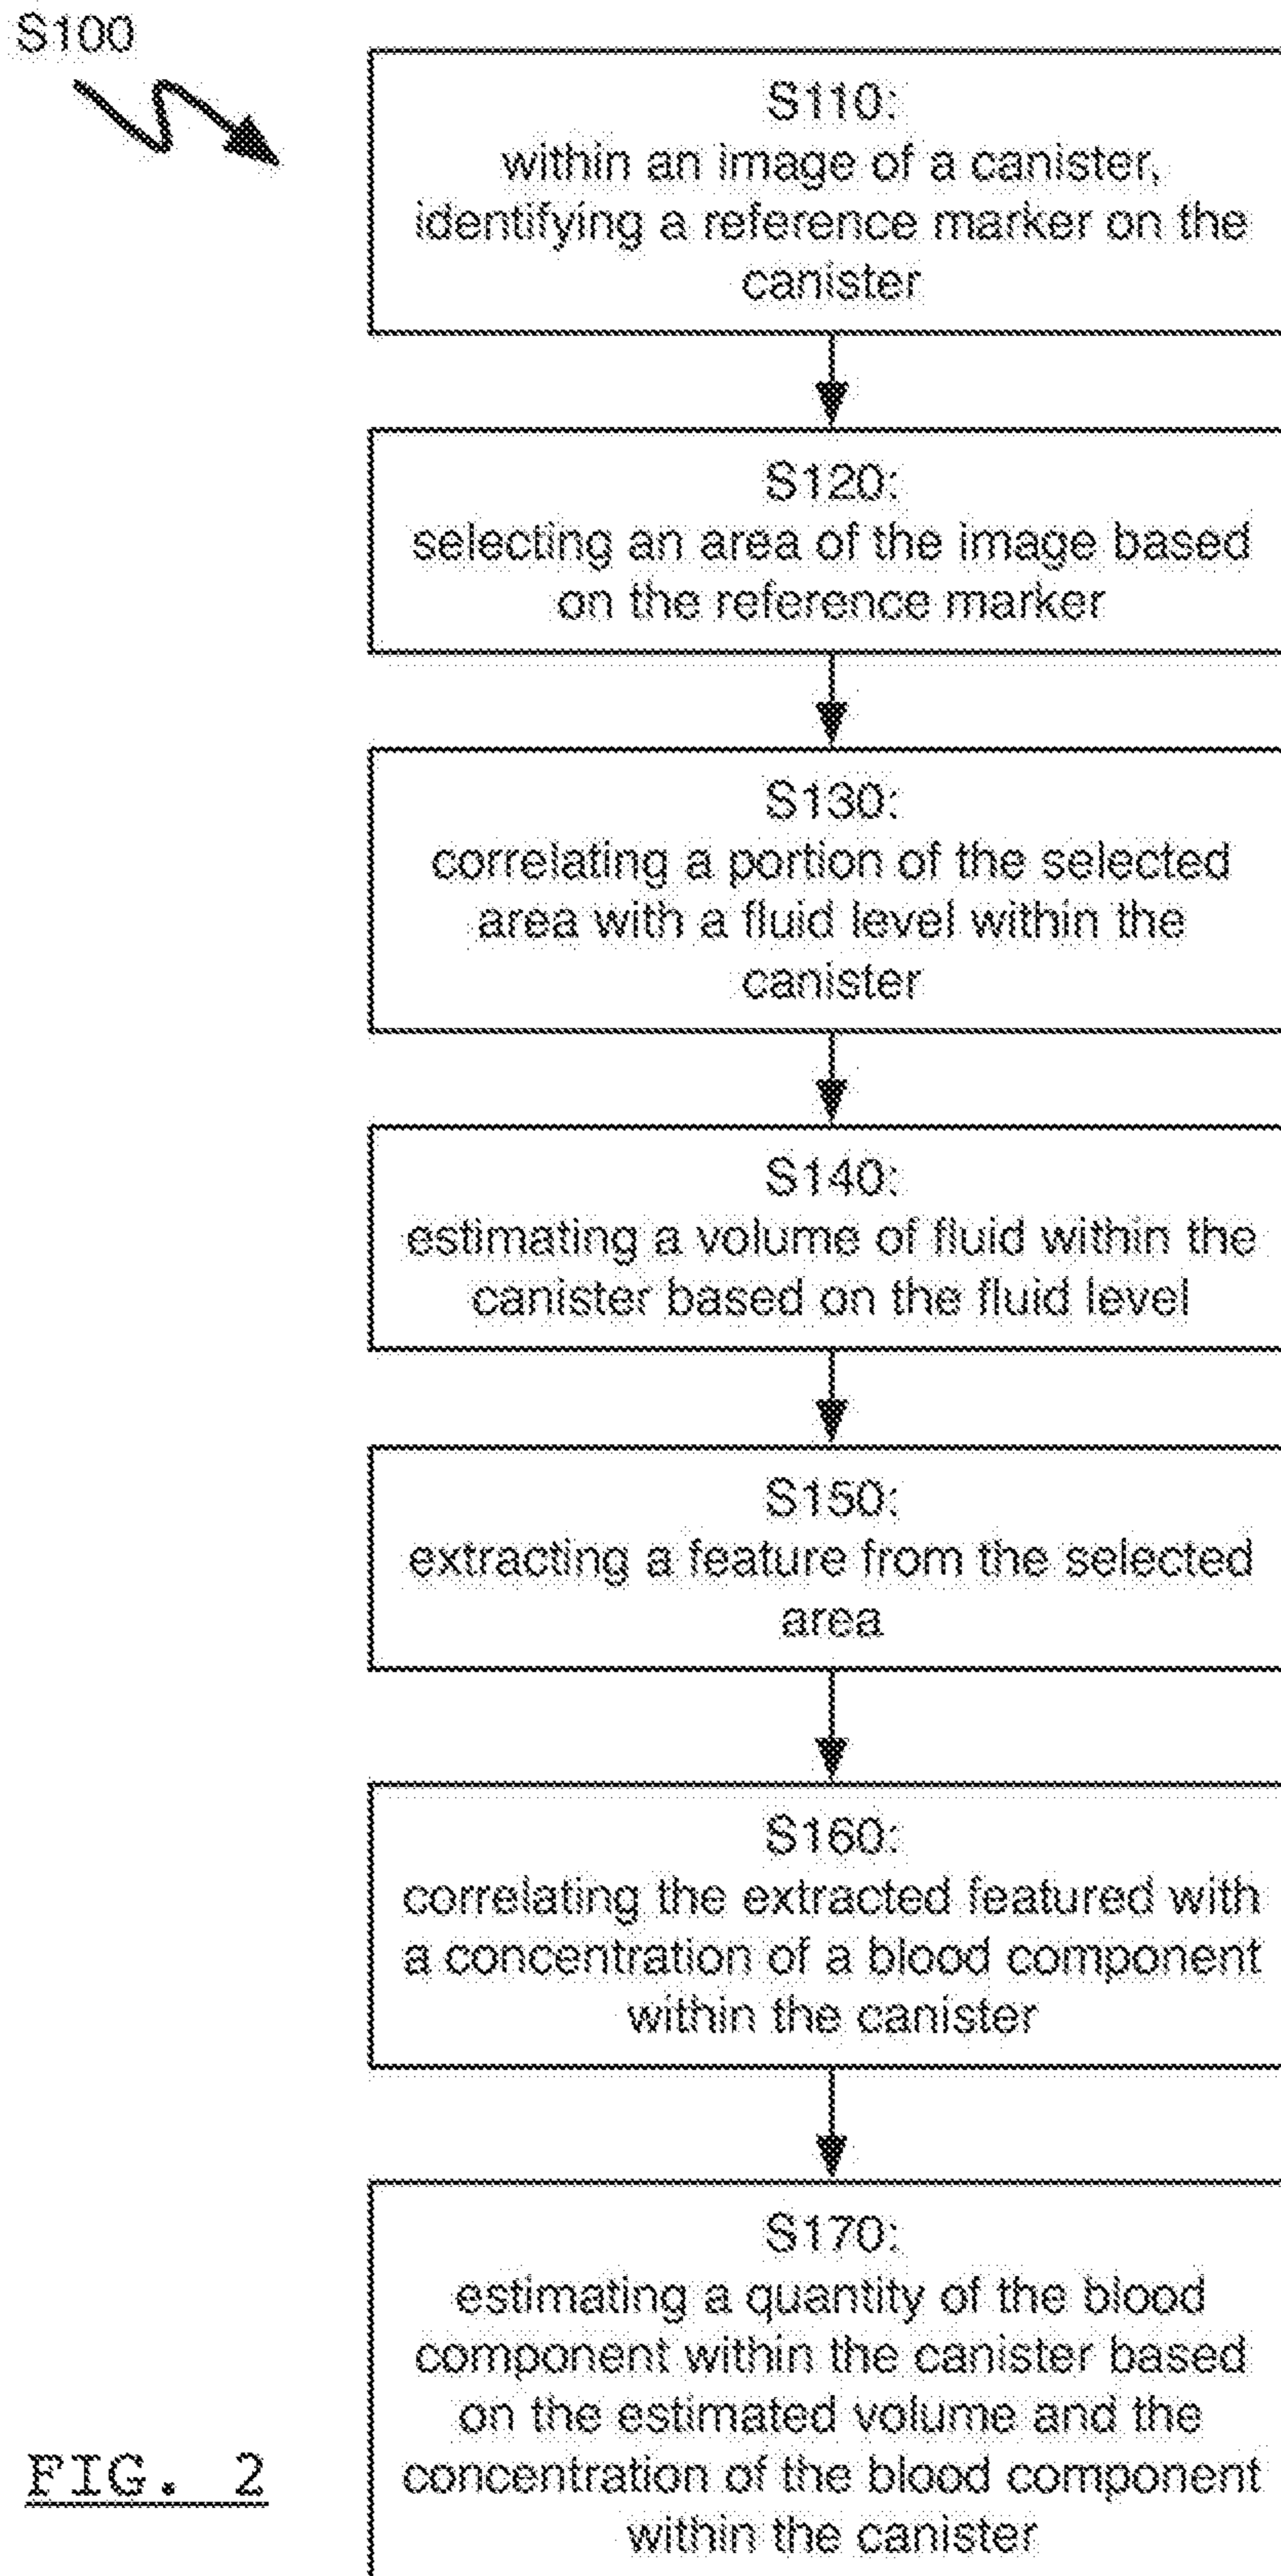 S100
S110:
within an image of a canister,
identifying a reference marker on the
canister
S120:
selecting an area of the image based
on the reference marker
S130:
correlating a portion of the selected
area with a fluid level within the
canister
S140:
estimating a volume of fluid within the
canister based on the fluid level
S150:
extracting a feature from the selected
area
S160:
correlating the extracted featured with
a concentration of a blood component
within the canister
S170:
estimating a quantity of the blood
component within the canister based
on the estimated volume and the
concentration of the blood component
within the canister
FIG. 2